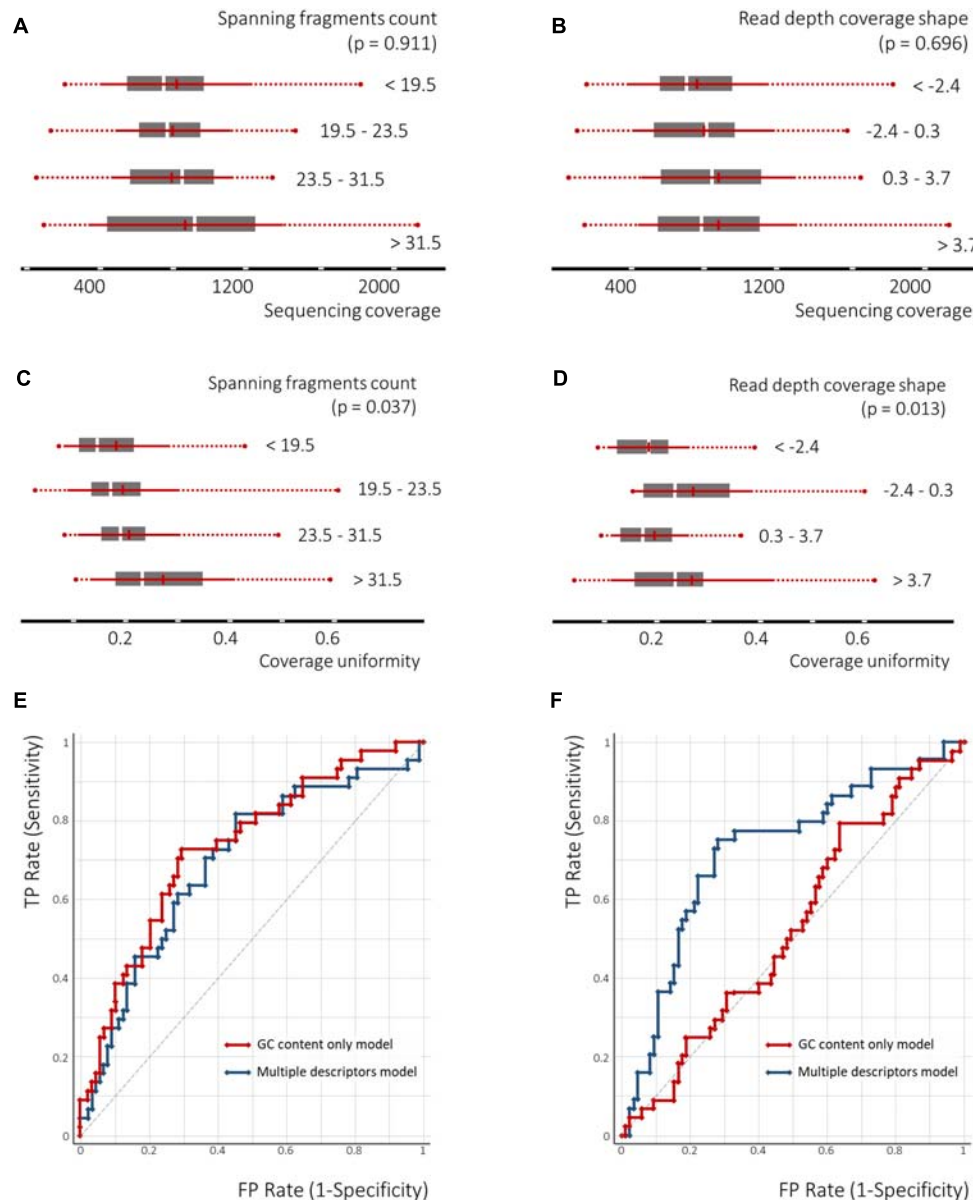 A
Spanning fragments count
(p = 0.911)
< 19.5
19.5 - 23.5
23.5 - 31.5
> 31.5
400 1200 2000
Sequencing coverage
B
Read depth coverage shape
(p = 0.696)
< -2.4
-2.4 - 0.3
0.3 - 3.7
> 3.7
400 1200 2000
Sequencing coverage
C
Spanning fragments count
(p = 0.037)
< 19.5
19.5 - 23.5
23.5 - 31.5
> 31.5
0.2 0.4 0.6
Coverage uniformity
D
Read depth coverage shape
(p = 0.013)
< -2.4
-2.4 - 0.3
0.3 - 3.7
> 3.7
0.2 0.4 0.6
Coverage uniformity
E
TP Rate (Sensitivity)
1
0.8
0.6
0.4
0.2
0
GC content only model
Multiple descriptors model
0 0.2 0.4 0.6 0.8 1
FP Rate (1-Specificity)
F
TP Rate (Sensitivity)
1
0.8
0.6
0.4
0.2
0
GC content only model
Multiple descriptors model
0 0.2 0.4 0.6 0.8 1
FP Rate (1-Specificity)